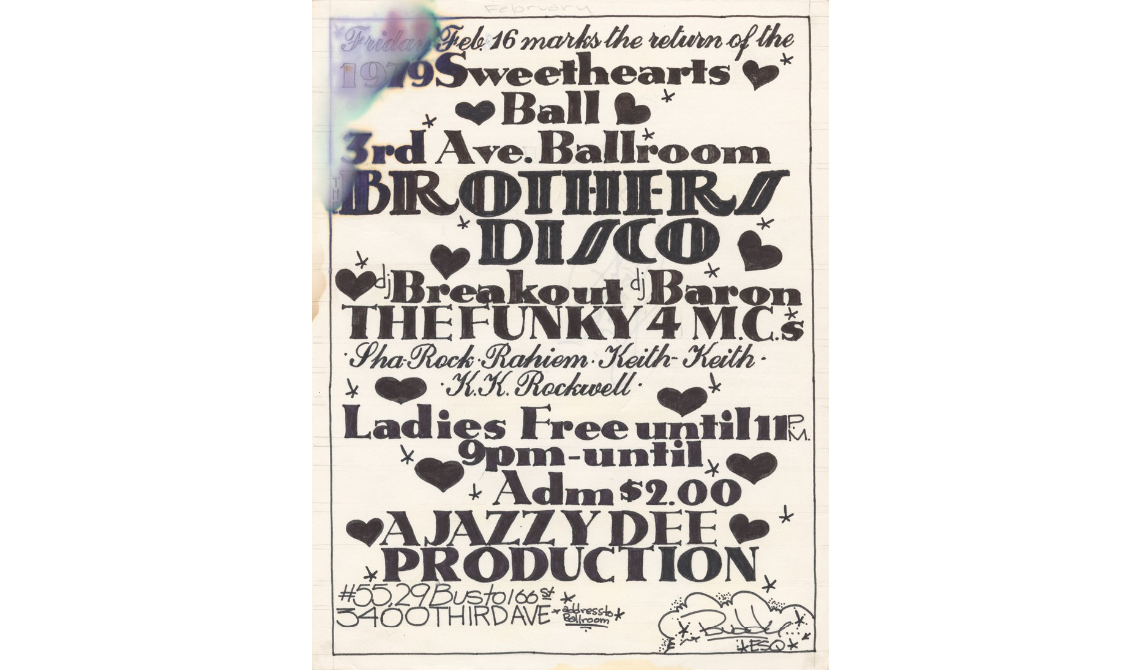 February
Friday Feb. 16 marks the return of the
1979 Sweethearts
Ball
3rd Ave. Ballroom
THE BROTHERS
DISCO
dj Breakout dj Baron
THE FUNKY 4 M.C.s
·Sha-Rock·Rahiem·Keith-Keith·
·K.K. Rockwell·
Ladies Free until 11 P.M.
9pm-until
Adm $2.00
A JAZZY DEE
PRODUCTION
#55,29 Bus to 166 st
3400 THIRD AVE *address to Ballroom*
Buddy
ESQ